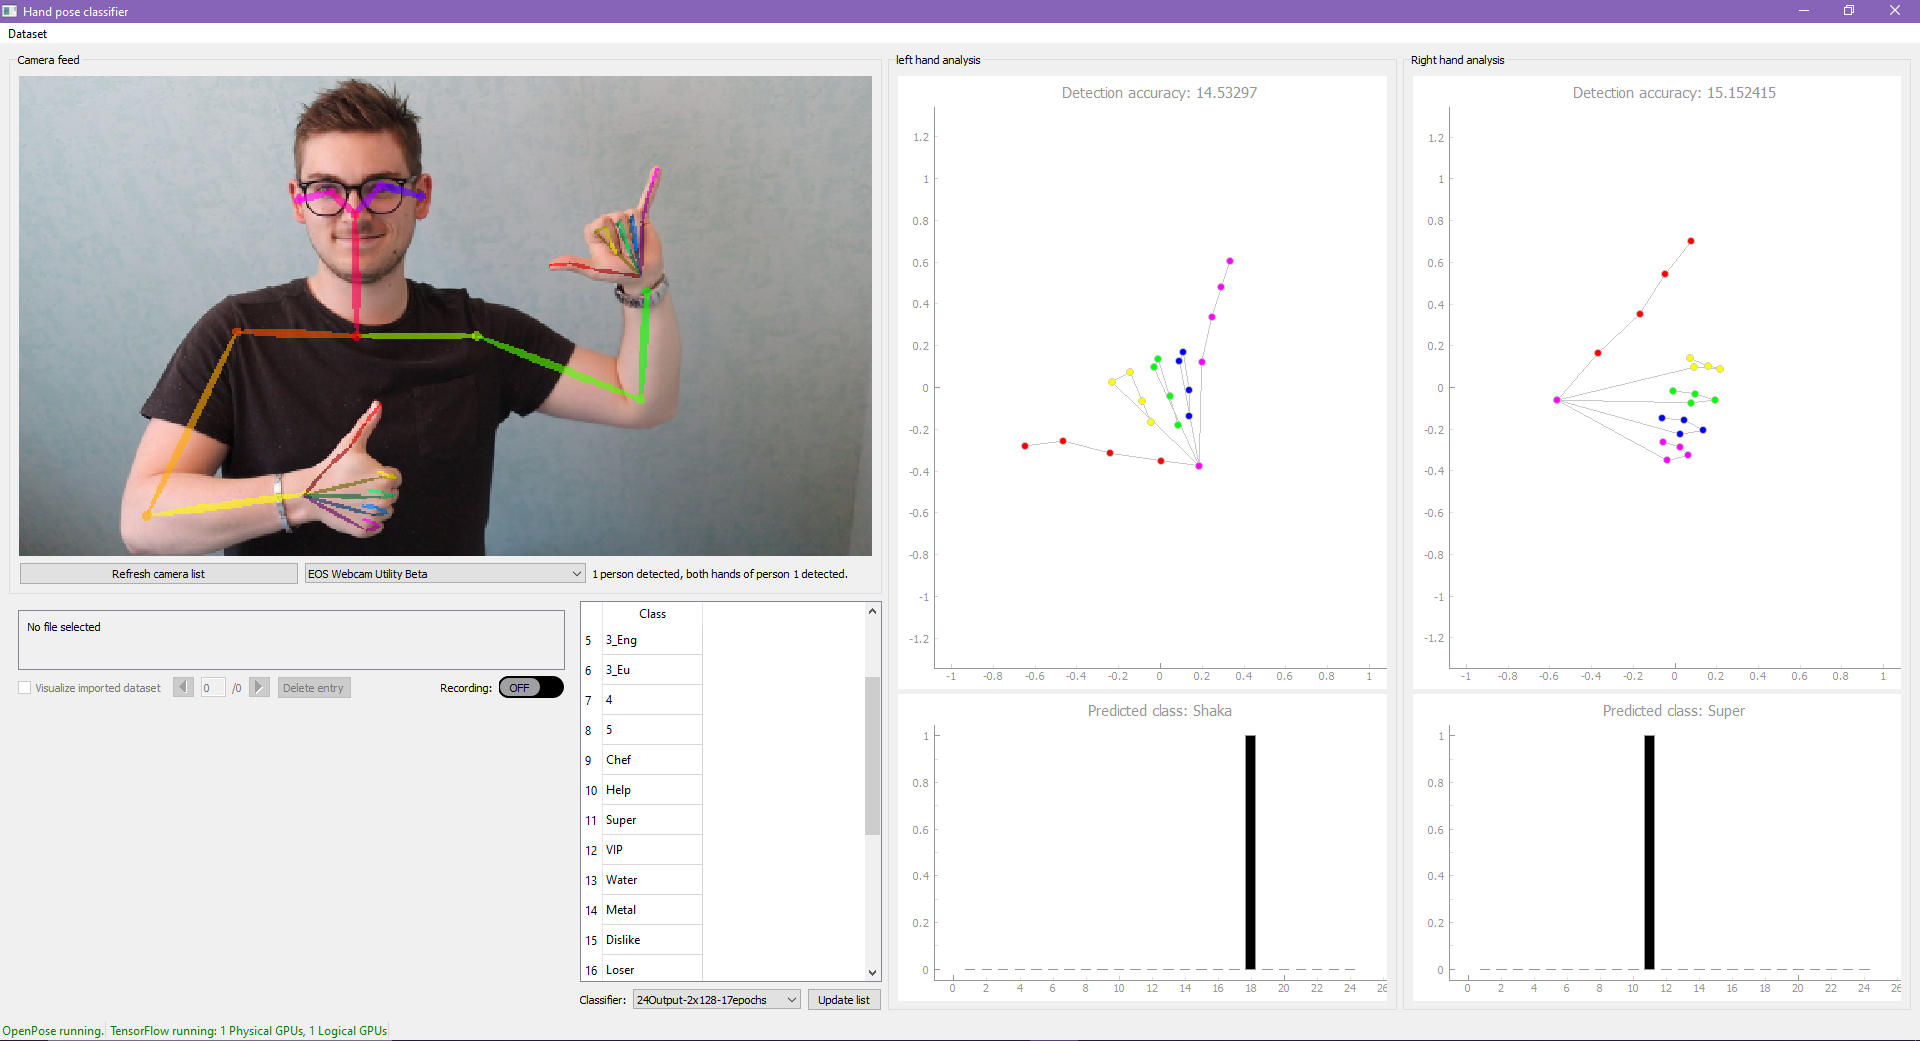 Hand pose classifier
Dataset
Camera feed
Refresh camera list
EOS Webcam Utility Beta
1 person detected, both hands of person 1 detected.
No file selected
Visualize imported dataset
0
/0
Delete entry
Recording:
OFF
Class
5 3_Eng
6 3_Eu
7 4
8 5
9 Chef
10 Help
11 Super
12 VIP
13 Water
14 Metal
15 Dislike
16 Loser
Classifier:
24Output-2x128-17epochs
Update list
left hand analysis
Detection accuracy: 14.53297
1.2
1
0.8
0.6
0.4
0.2
0
-0.2
-0.4
-0.6
-0.8
-1
-1.2
-1 -0.8 -0.6 -0.4 -0.2 0 0.2 0.4 0.6 0.8 1
Predicted class: Shaka
1
0.8
0.6
0.4
0.2
0
0 2 4 6 8 10 12 14 16 18 20 22 24 26
Right hand analysis
Detection accuracy: 15.152415
1.2
1
0.8
0.6
0.4
0.2
0
-0.2
-0.4
-0.6
-0.8
-1
-1.2
-1 -0.8 -0.6 -0.4 -0.2 0 0.2 0.4 0.6 0.8 1
Predicted class: Super
1
0.8
0.6
0.4
0.2
0
0 2 4 6 8 10 12 14 16 18 20 22 24 26
OpenPose running.
TensorFlow running: 1 Physical GPUs, 1 Logical GPUs